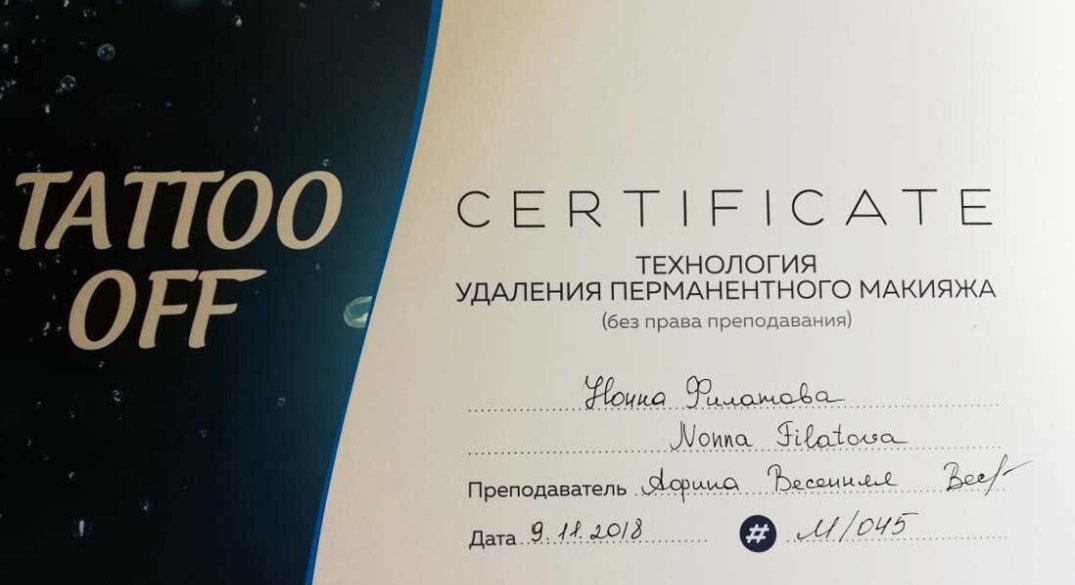 TATTOO
OFF
CERTIFICATE
ТЕХНОЛОГИЯ
УДАЛЕНИЯ ПЕРМАНЕНТНОГО МАКИЯЖА
(без права преподавания)
Нонна Филатова
Nonna Filatova
Преподаватель Афина Весенняя
Дата 9.11.2018 # M/045